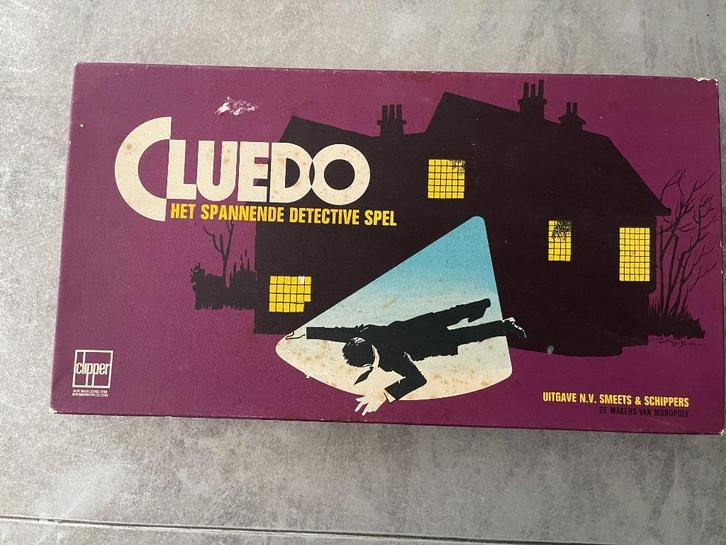 CLUEDO
HET SPANNENDE DETECTIVE SPEL
clipper
UITGAVE N.V. SMEETS & SCHIPPERS
DE MAKERS VAN MONOPOLY